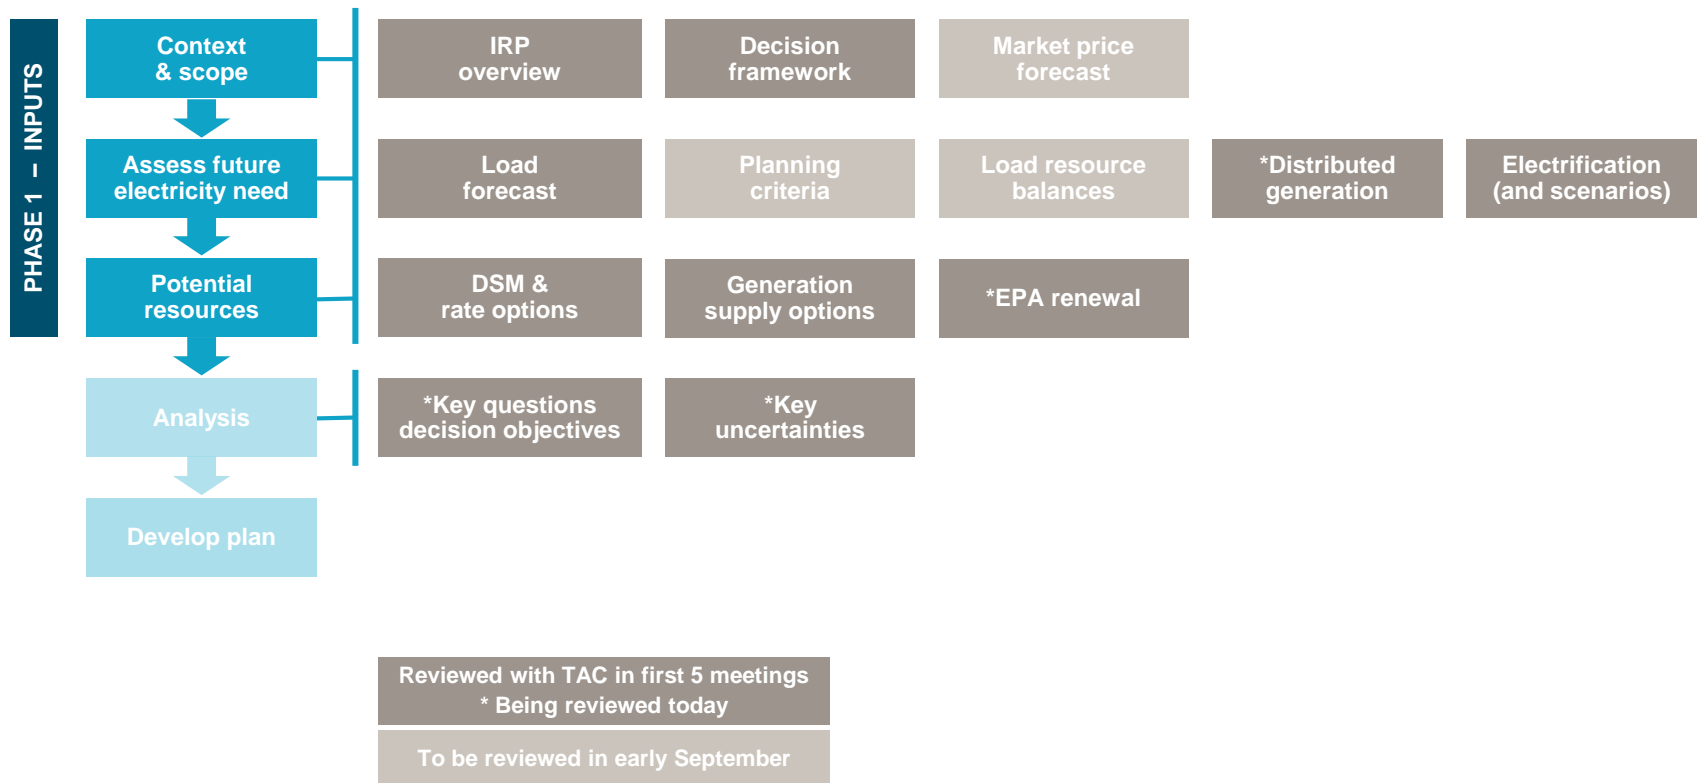 PHASE 1 – INPUTS
Context
& scope
IRP
overview
Decision
framework
Market price
forecast
Assess future
electricity need
Load
forecast
Planning
criteria
Load resource
balances
*Distributed
generation
Electrification
(and scenarios)
Potential
resources
DSM &
rate options
Generation
supply options
*EPA renewal
Analysis
*Key questions
decision objectives
*Key
uncertainties
Develop plan
Reviewed with TAC in first 5 meetings
* Being reviewed today
To be reviewed in early September